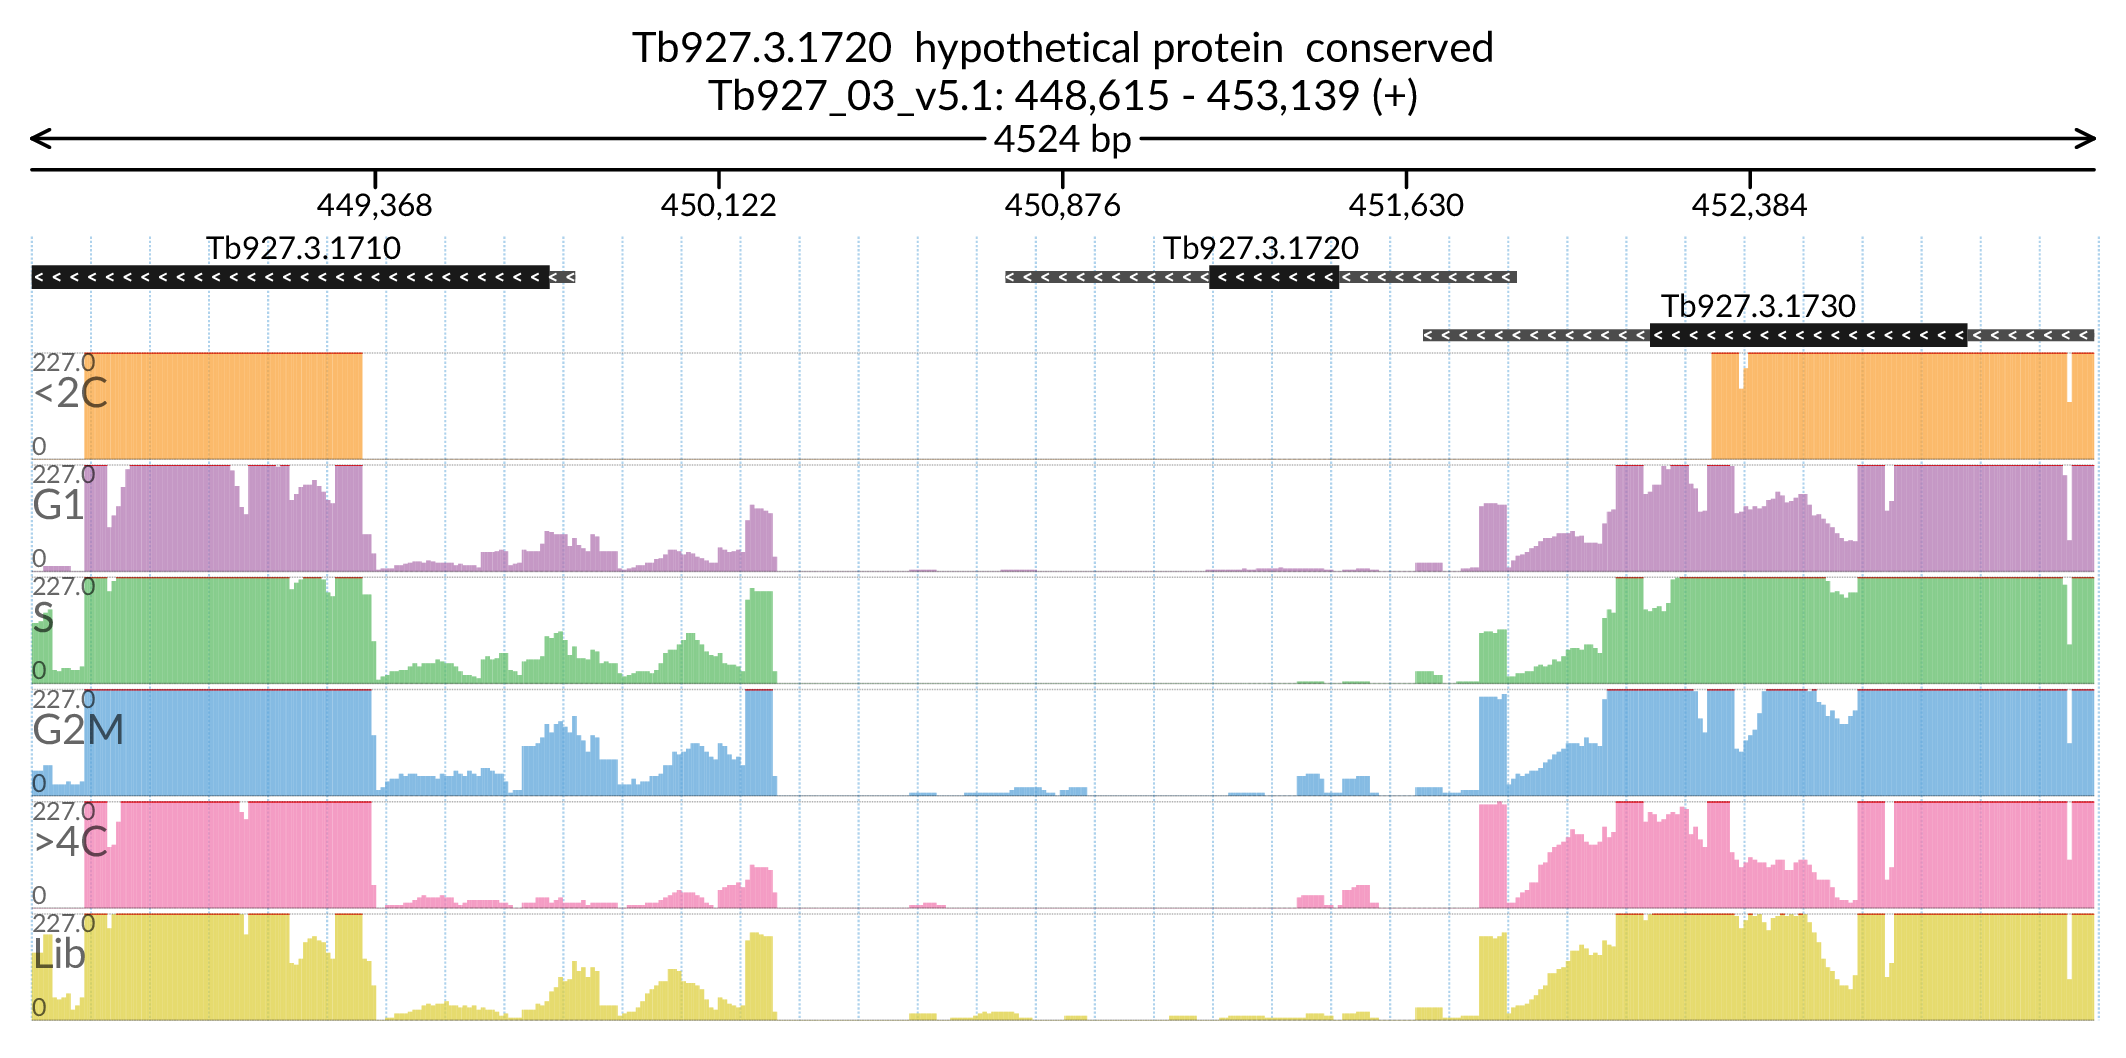 Tb927.3.1720  hypothetical protein  conserved
Tb927_03_v5.1: 448,615 - 453,139 (+)
4524 bp
449,368 450,122 450,876 451,630 452,384
Tb927.3.1710 Tb927.3.1720
Tb927.3.1730
227.0
<2C
0
227.0
G1
0
227.0
S
0
227.0
G2M
0
227.0
>4C
0
227.0
Lib
0